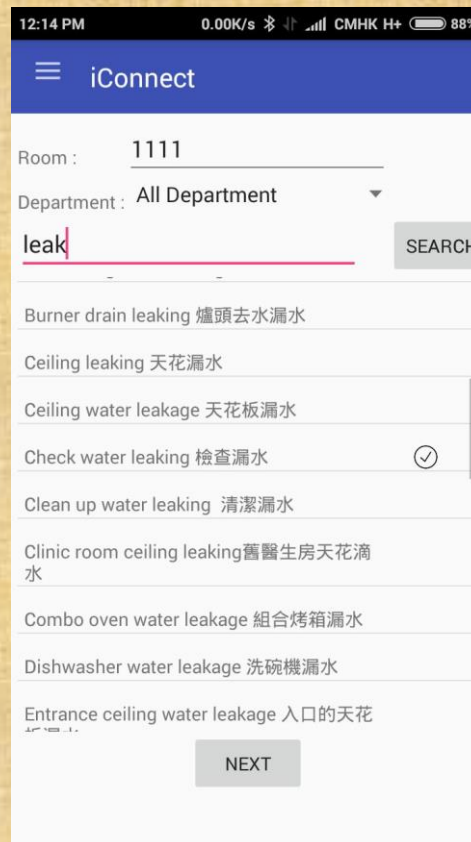 12:14 PM 0.00K/s CMHK H+ 88%
iConnect
Room : 1111
Department : All Department
leak SEARCH
Burner drain leaking 爐頭去水漏水
Ceiling leaking 天花漏水
Ceiling water leakage 天花板漏水
Check water leaking 檢查漏水
Clean up water leaking 清潔漏水
Clinic room ceiling leaking舊醫生房天花滴
水
Combo oven water leakage 組合烤箱漏水
Dishwasher water leakage 洗碗機漏水
Entrance ceiling water leakage 入口的天花
NEXT